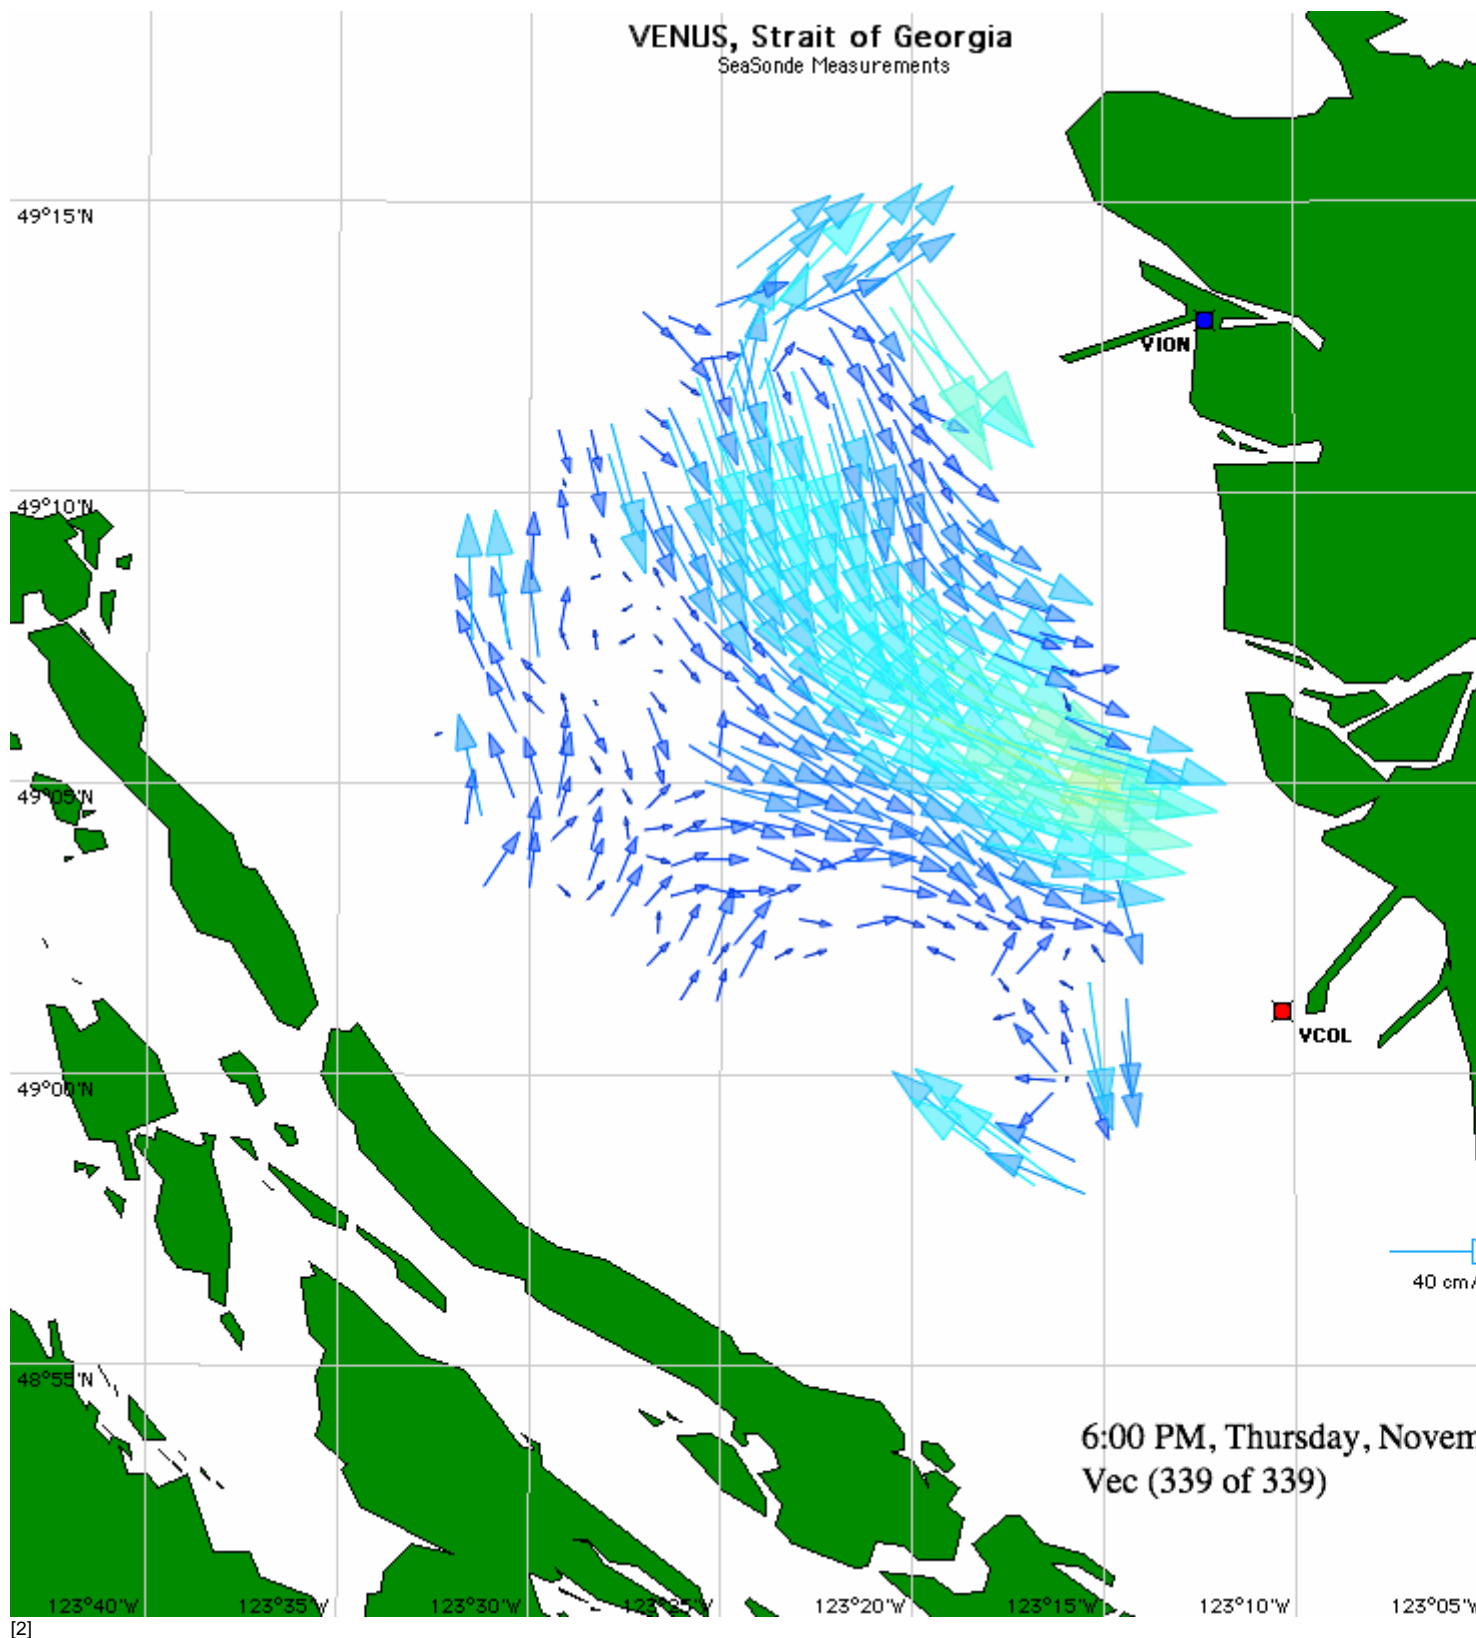 VENUS, Strait of Georgia
SeaSonde Measurements
49°15'N
VION
49°10'N
49°05'N
VCOL
49°00'N
40 cm/
48°55'N
6:00 PM, Thursday, Novem
Vec (339 of 339)
123°40'W 123°35'W 123°30'W 123°25'W 123°20'W 123°15'W 123°10'W 123°05'W
[2]